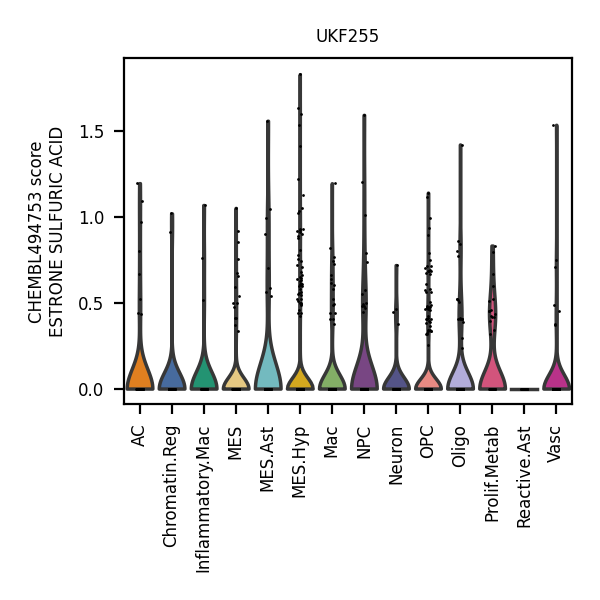 UKF255
CHEMBL494753 score
ESTRONE SULFURIC ACID
1.5
1.0
0.5
0.0
AC
Chromatin.Reg
Inflammatory.Mac
MES
MES.Ast
MES.Hyp
Mac
NPC
Neuron
OPC
Oligo
Prolif.Metab
Reactive.Ast
Vasc